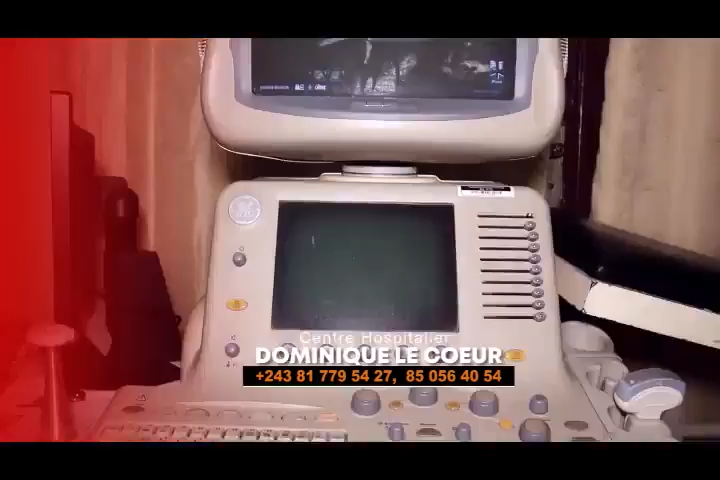 Centre Hospitalier
DOMINIQUE LE COEUR
+243 81 779 54 27, 85 056 40 54